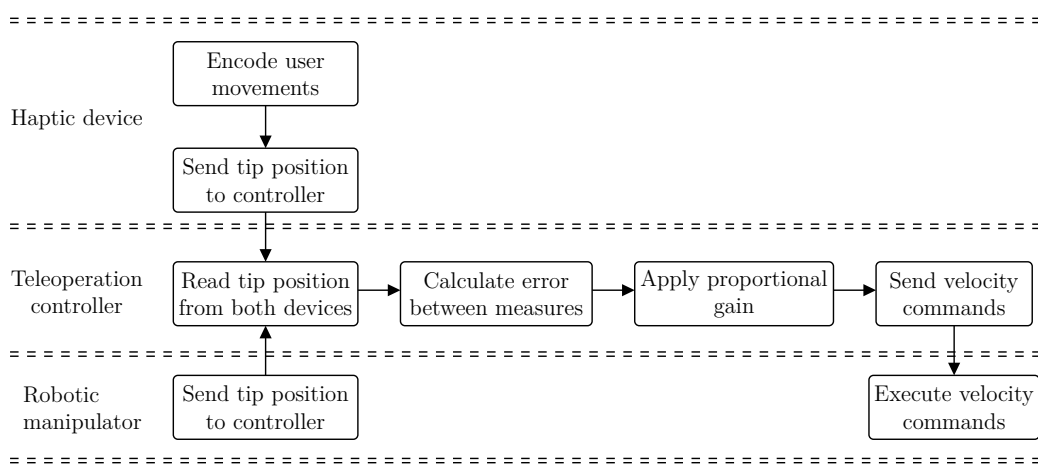 Encode user
movements
Haptic device
Send tip position
to controller
Teleoperation
controller
Read tip position
from both devices
Calculate error
between measures
Apply proportional
gain
Send velocity
commands
Robotic
manipulator
Send tip position
to controller
Execute velocity
commands